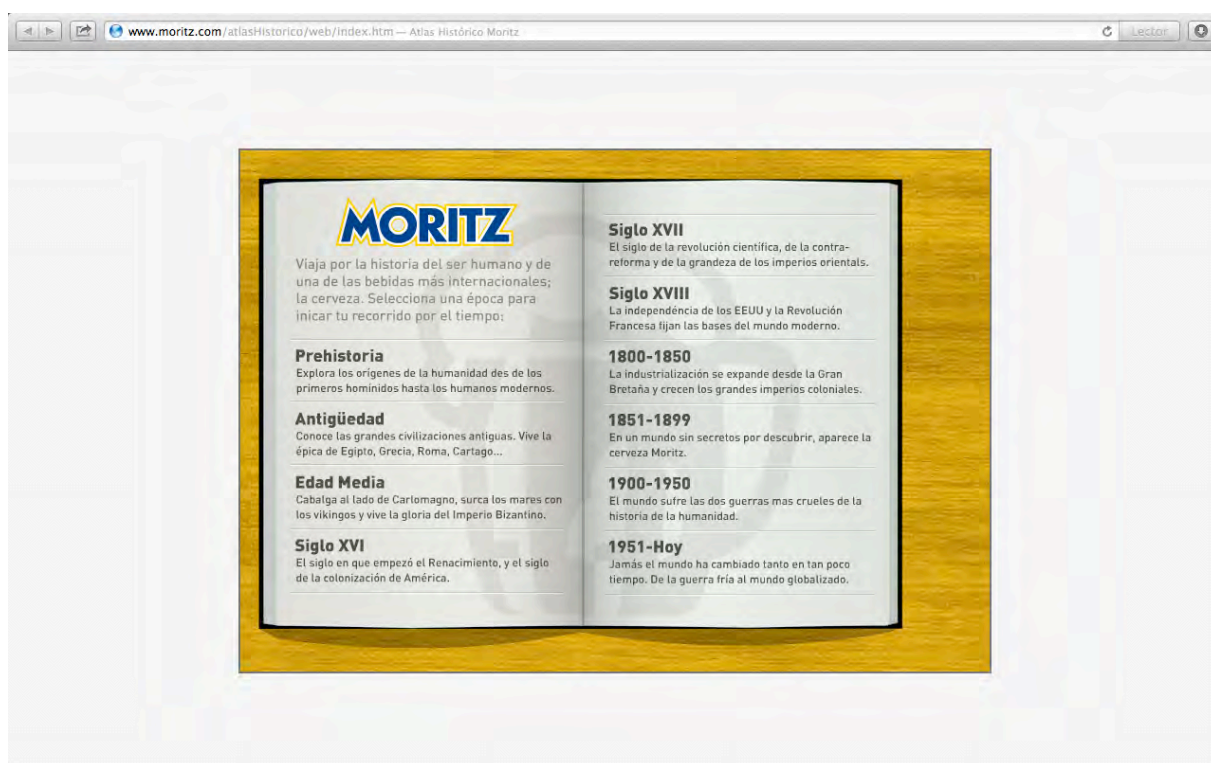 www.moritz.com/atlasHistorico/web/index.htm — Atlas Histórico Moritz
Lector
MORITZ
Viaja por la historia del ser humano y de
una de las bebidas más internacionales;
la cerveza. Selecciona una época para
inicar tu recorrido por el tiempo:
Prehistoria
Explora los orígenes de la humanidad des de los
primeros hominidos hasta los humanos modernos.
Antigüedad
Conoce las grandes civilizaciones antiguas. Vive la
épica de Egipto, Grecia, Roma, Cartago...
Edad Media
Cabalga al lado de Carlomagno, surca los mares con
los vikingos y vive la gloria del Imperio Bizantino.
Siglo XVI
El siglo en que empezó el Renacimiento, y el siglo
de la colonización de América.
Siglo XVII
El siglo de la revolución científica, de la contra-
reforma y de la grandeza de los imperios orientals.
Siglo XVIII
La independéncia de los EEUU y la Revolución
Francesa fijan las bases del mundo moderno.
1800-1850
La industrialización se expande desde la Gran
Bretaña y crecen los grandes imperios coloniales.
1851-1899
En un mundo sin secretos por descubrir, aparece la
cerveza Moritz.
1900-1950
El mundo sufre las dos guerras mas crueles de la
historia de la humanidad.
1951-Hoy
Jamás el mundo ha cambiado tanto en tan poco
tiempo. De la guerra fría al mundo globalizado.